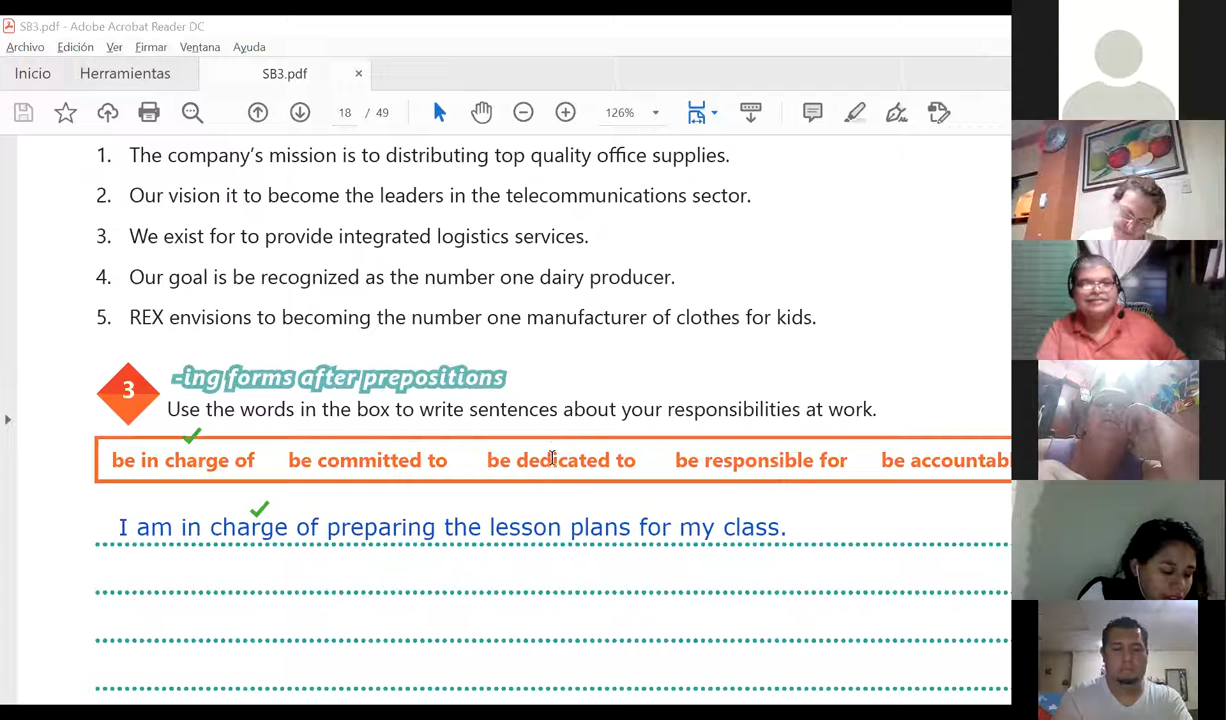 SB3.pdf - Adobe Acrobat Reader DC
Archivo Edición Ver Firmar Ventana Ayuda
Inicio Herramientas SB3.pdf ×
18 / 49 126%
1. The company's mission is to distributing top quality office supplies.
2. Our vision it to become the leaders in the telecommunications sector.
3. We exist for to provide integrated logistics services.
4. Our goal is be recognized as the number one dairy producer.
5. REX envisions to becoming the number one manufacturer of clothes for kids.
3 -ing forms after prepositions
Use the words in the box to write sentences about your responsibilities at work.
be in charge of be committed to be dedicated to be responsible for be accountabl
I am in charge of preparing the lesson plans for my class.